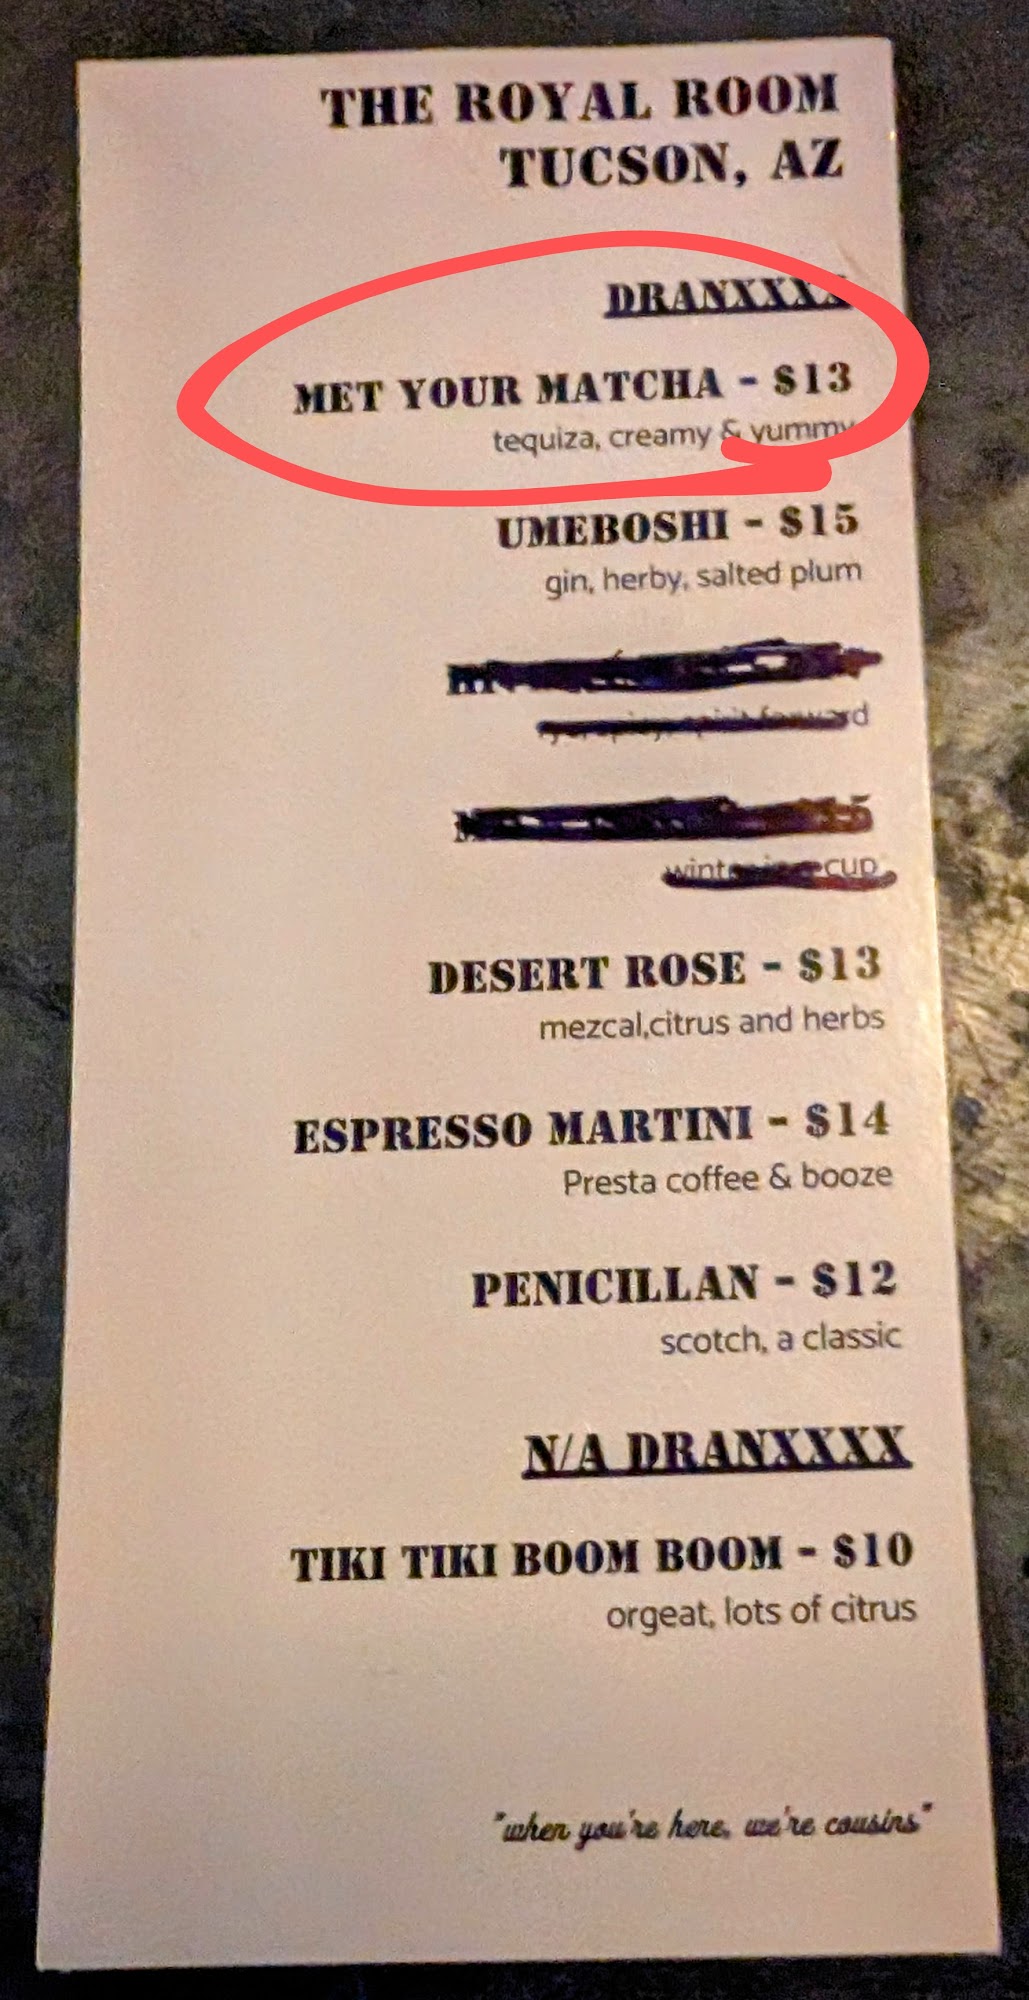 THE ROYAL ROOM
TUCSON, AZ
DRANXXXX
MET YOUR MATCHA - $13
tequiza, creamy & yummy
UMEBOSHI - $15
gin, herby, salted plum
cup
DESERT ROSE - $13
mezcal,citrus and herbs
ESPRESSO MARTINI - $14
Presta coffee & booze
PENICILLAN - $12
scotch, a classic
N/A DRANXXXX
TIKI TIKI BOOM BOOM - $10
orgeat, lots of citrus
"when you're here, we're cousins"